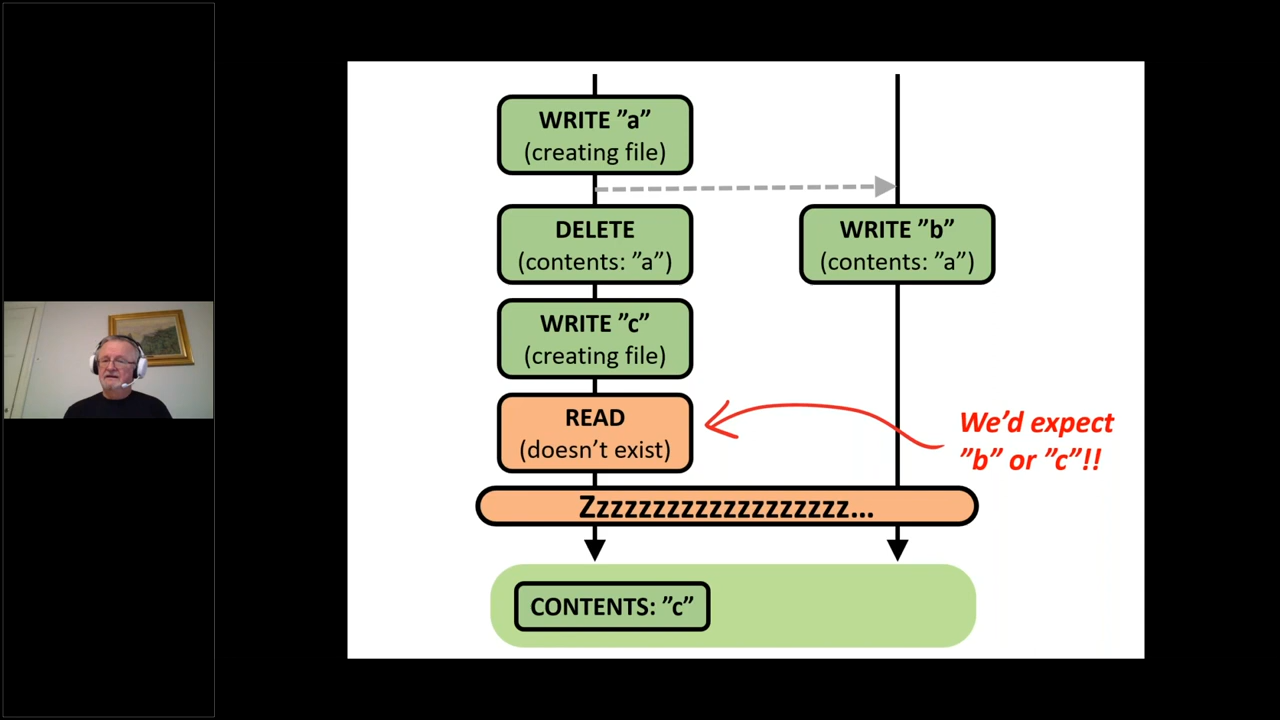 WRITE ”a”
(creating file)
DELETE
(contents: ”a”)
WRITE ”b”
(contents: ”a”)
WRITE ”c”
(creating file)
READ
(doesn’t exist)
We’d expect
”b” or ”c”!!
Zzzzzzzzzzzzzzzzzzz...
CONTENTS: ”c”